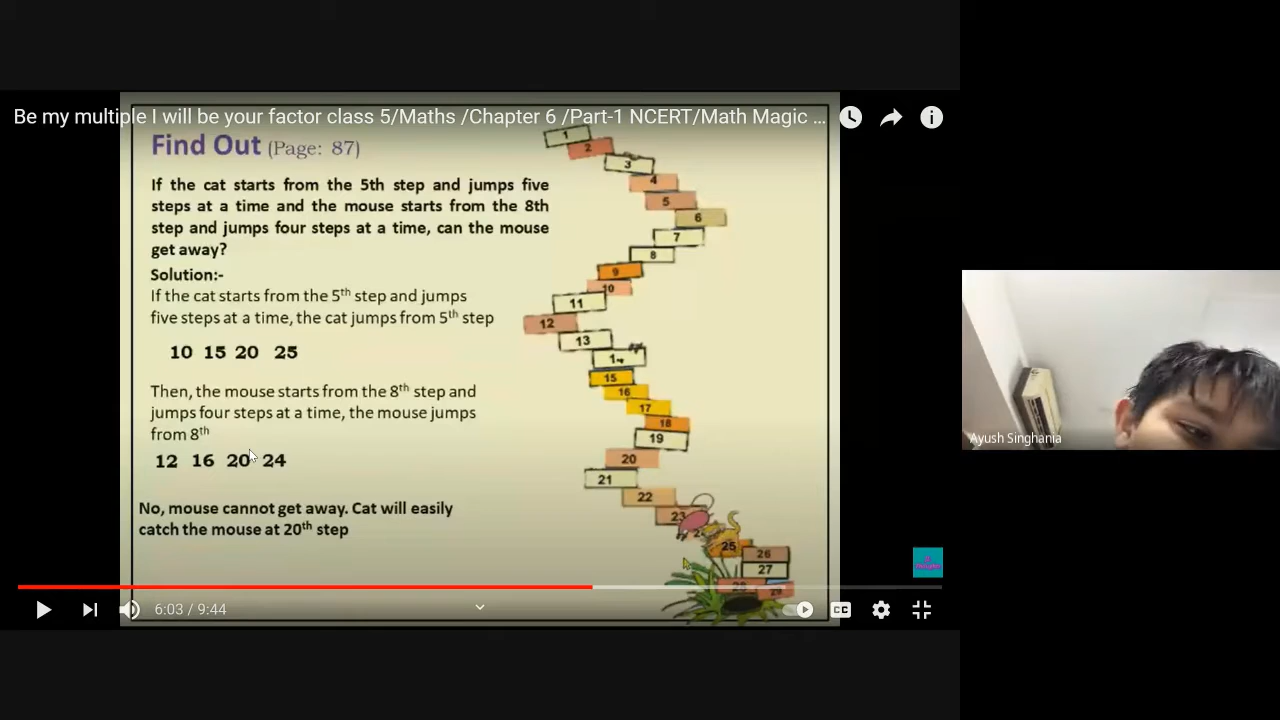 Be my multiple I will be your factor class 5/Maths /Chapter 6 /Part-1 NCERT/Math Magic ...
Find Out (Page: 87)
If the cat starts from the 5th step and jumps five
steps at a time and the mouse starts from the 8th
step and jumps four steps at a time, can the mouse
get away?
Solution:-
If the cat starts from the 5th step and jumps
five steps at a time, the cat jumps from 5th step
10 15 20 25
Then, the mouse starts from the 8th step and
jumps four steps at a time, the mouse jumps
from 8th
12 16 20 24
No, mouse cannot get away. Cat will easily
catch the mouse at 20th step
1
2
3
4
5
6
7
8
9
10
11
12
13
14
15
16
17
18
19
20
21
22
23
25
26
27
28
29
6:03 / 9:44
CC
Ayush Singhania